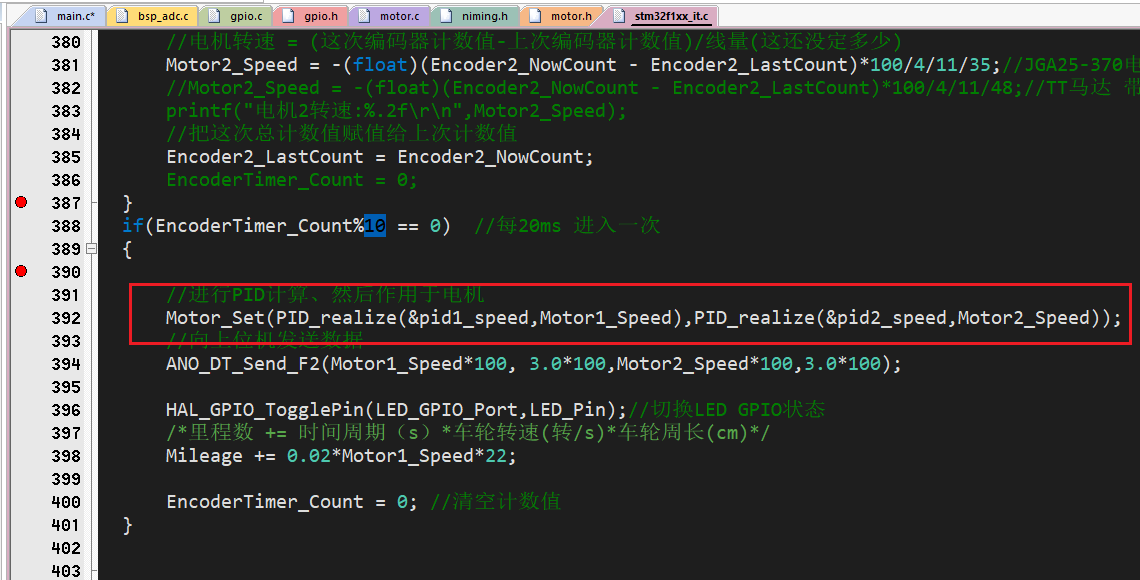 main.c* bsp_adc.c gpio.c gpio.h motor.c niming.h motor.h stm32f1xx_it.c
380 //电机转速 = (这次编码器计数值-上次编码器计数值)/线量(这还没定多少)
381 Motor2_Speed = -(float)(Encoder2_NowCount - Encoder2_LastCount)*100/4/11/35;//JGA25-370电
382 //Motor2_Speed = -(float)(Encoder2_NowCount - Encoder2_LastCount)*100/4/11/48;//TT马达 带
383 printf("电机2转速:%.2f\r\n",Motor2_Speed);
384 //把这次总计数值赋值给上次计数值
385 Encoder2_LastCount = Encoder2_NowCount;
386 EncoderTimer_Count = 0;
387 }
388 if(EncoderTimer_Count%10 == 0) //每20ms 进入一次
389 {
390
391 //进行PID计算、然后作用于电机
392 Motor_Set(PID_realize(&pid1_speed,Motor1_Speed),PID_realize(&pid2_speed,Motor2_Speed));
393 //向上位机发送数据
394 ANO_DT_Send_F2(Motor1_Speed*100, 3.0*100,Motor2_Speed*100,3.0*100);
395
396 HAL_GPIO_TogglePin(LED_GPIO_Port,LED_Pin);//切换LED GPIO状态
397 /*里程数 += 时间周期（s）*车轮转速(转/s)*车轮周长(cm)*/
398 Mileage += 0.02*Motor1_Speed*22;
399
400 EncoderTimer_Count = 0; //清空计数值
401 }
402
403